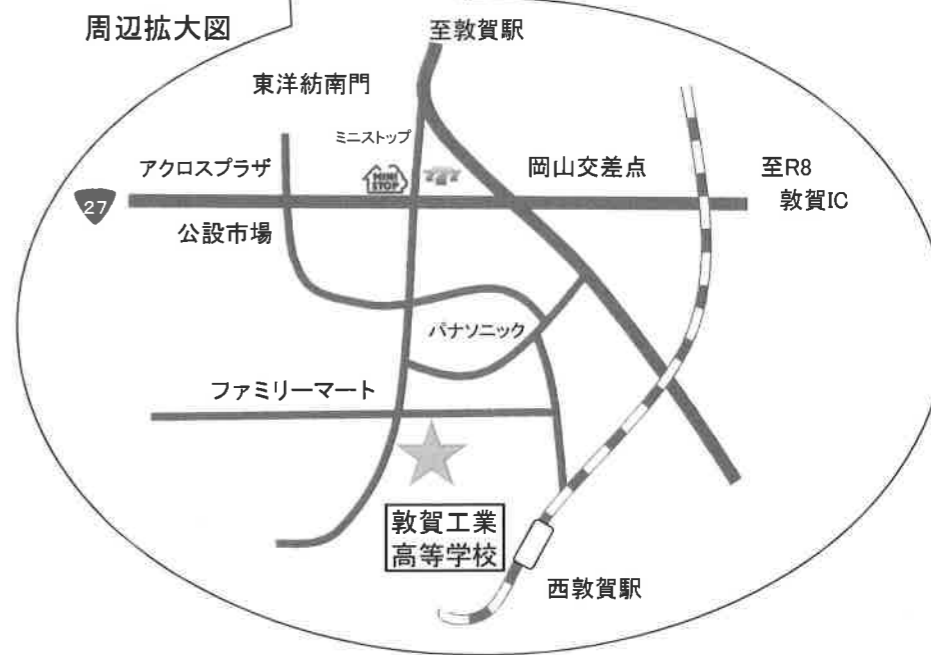 周辺拡大図
至敦賀駅
東洋紡南門
ミニストップ
アクロスプラザ
MINI
STOP
岡山交差点
至R8
敦賀IC
27
公設市場
パナソニック
ファミリーマート
敦賀工業
高等学校
西敦賀駅